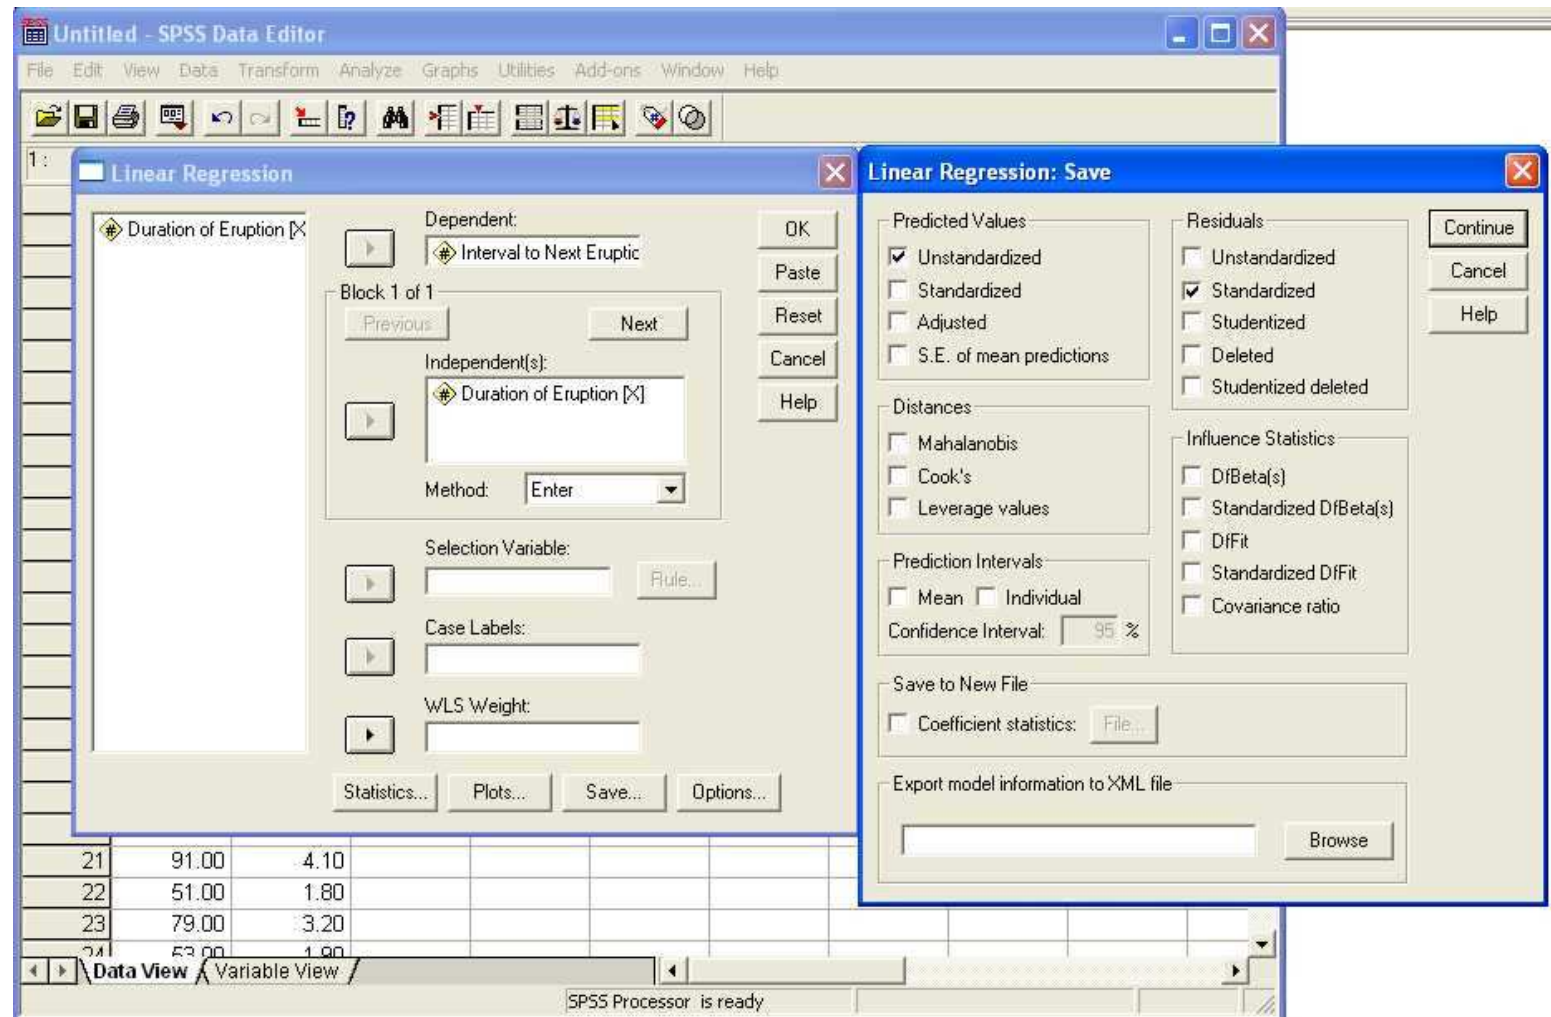 SPSS
Untitled - SPSS Data Editor
File Edit View Data Transform Analyze Graphs Utilities Add-ons Window Help
1 :
Linear Regression
Duration of Eruption [X
Dependent:
Interval to Next Eruptic
Block 1 of 1
Previous
Next
Independent(s):
Duration of Eruption [X]
Method:
Enter
Selection Variable:
Rule...
Case Labels:
WLS Weight:
OK
Paste
Reset
Cancel
Help
Statistics...
Plots...
Save...
Options...
Linear Regression: Save
Predicted Values
Unstandardized
Standardized
Adjusted
S.E. of mean predictions
Distances
Mahalanobis
Cook's
Leverage values
Prediction Intervals
Mean Individual
Confidence Interval: 95 %
Residuals
Unstandardized
Standardized
Studentized
Deleted
Studentized deleted
Influence Statistics
DfBeta(s)
Standardized DfBeta(s)
DfFit
Standardized DfFit
Covariance ratio
Continue
Cancel
Help
Save to New File
Coefficient statistics: File...
Export model information to XML file
Browse
21 91.00 4.10
22 51.00 1.80
23 79.00 3.20
24 53.00 1.90
Data View Variable View
SPSS Processor is ready